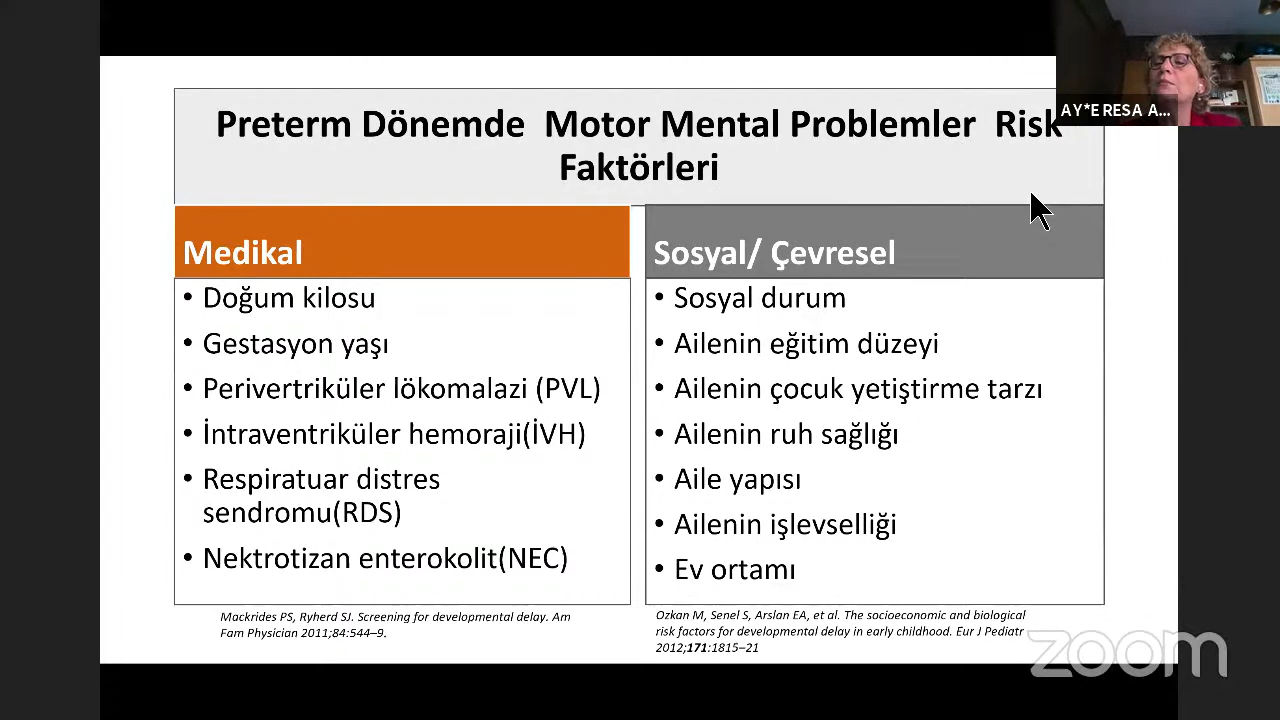 Preterm Dönemde  Motor Mental Problemler  Risk
Faktörleri
AY*E RESA A...
Medikal
• Doğum kilosu
• Gestasyon yaşı
• Perivertriküler lökomalazi (PVL)
• İntraventriküler hemoraji(İVH)
• Respiratuar distres
sendromu(RDS)
• Nektrotizan enterokolit(NEC)
Sosyal/ Çevresel
• Sosyal durum
• Ailenin eğitim düzeyi
• Ailenin çocuk yetiştirme tarzı
• Ailenin ruh sağlığı
• Aile yapısı
• Ailenin işlevselliği
• Ev ortamı
Mackrides PS, Ryherd SJ. Screening for developmental delay. Am
Fam Physician 2011;84:544–9.
Ozkan M, Senel S, Arslan EA, et al. The socioeconomic and biological
risk factors for developmental delay in early childhood. Eur J Pediatr
2012;171:1815–21
zoom